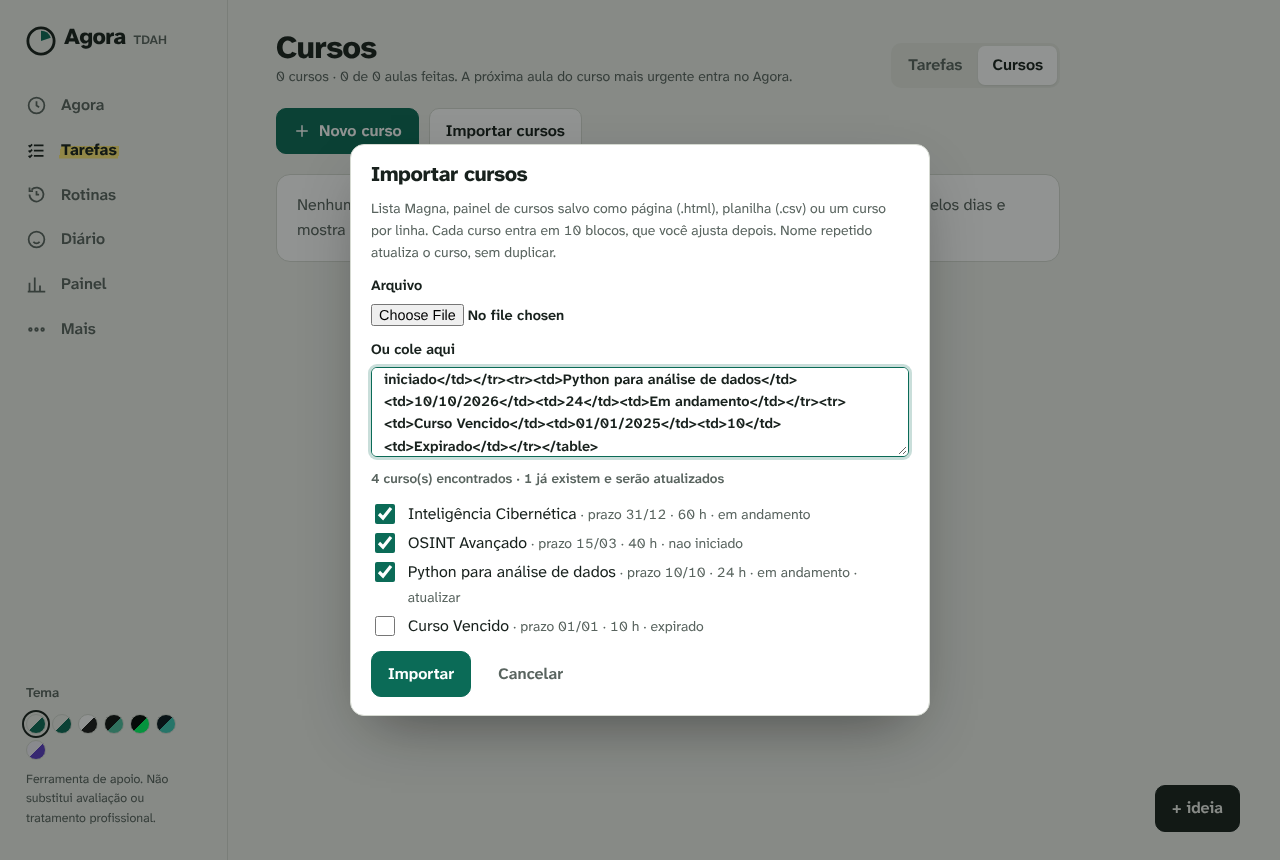 Agora TDAH
Agora
Tarefas
Rotinas
Diário
Painel
Mais
Tema
Ferramenta de apoio. Não
substitui avaliação ou
tratamento profissional.
Cursos
0 cursos · 0 de 0 aulas feitas. A próxima aula do curso mais urgente entra no Agora.
Tarefas
Cursos
+ Novo curso
Importar cursos
Nenhun
elos dias e
mostra
Importar cursos
Lista Magna, painel de cursos salvo como página (.html), planilha (.csv) ou um curso
por linha. Cada curso entra em 10 blocos, que você ajusta depois. Nome repetido
atualiza o curso, sem duplicar.
Arquivo
Choose File No file chosen
Ou cole aqui
iniciado</td></tr><tr><td>Python para análise de dados</td>
<td>10/10/2026</td><td>24</td><td>Em andamento</td></tr><tr>
<td>Curso Vencido</td><td>01/01/2025</td><td>10</td>
<td>Expirado</td></tr></table>
4 curso(s) encontrados · 1 já existem e serão atualizados
Inteligência Cibernética · prazo 31/12 · 60 h · em andamento
OSINT Avançado · prazo 15/03 · 40 h · nao iniciado
Python para análise de dados · prazo 10/10 · 24 h · em andamento ·
atualizar
Curso Vencido · prazo 01/01 · 10 h · expirado
Importar
Cancelar
+ ideia